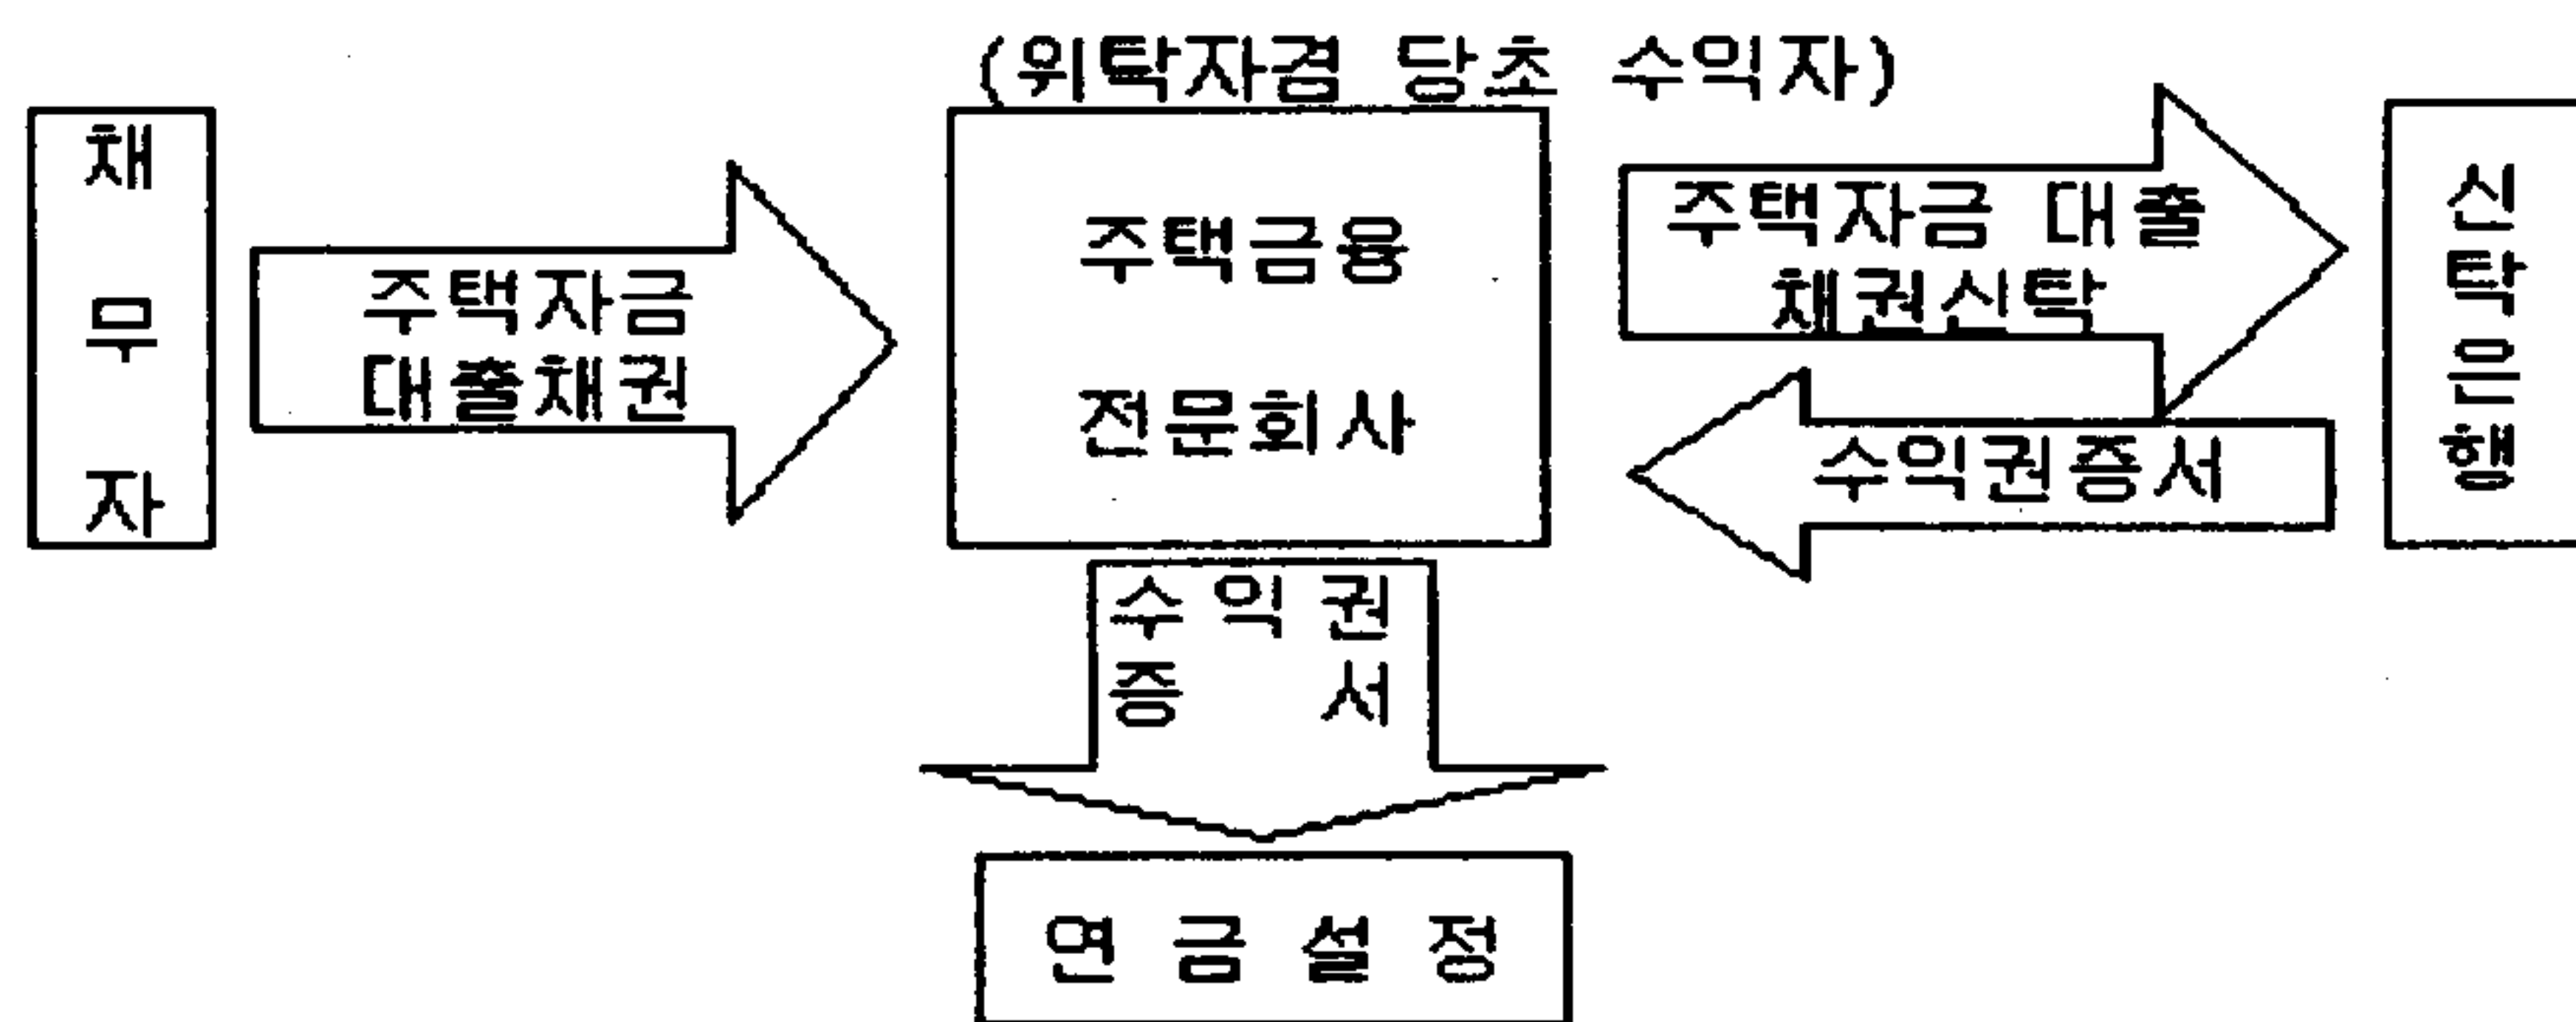 (위탁자겸 당초 수익자)
채무자
주택자금
대출채권
주택금융
전문회사
주택자금 대출
채권신탁
수익권증서
신탁은행
수 익 권
증 서
연 금 설 정